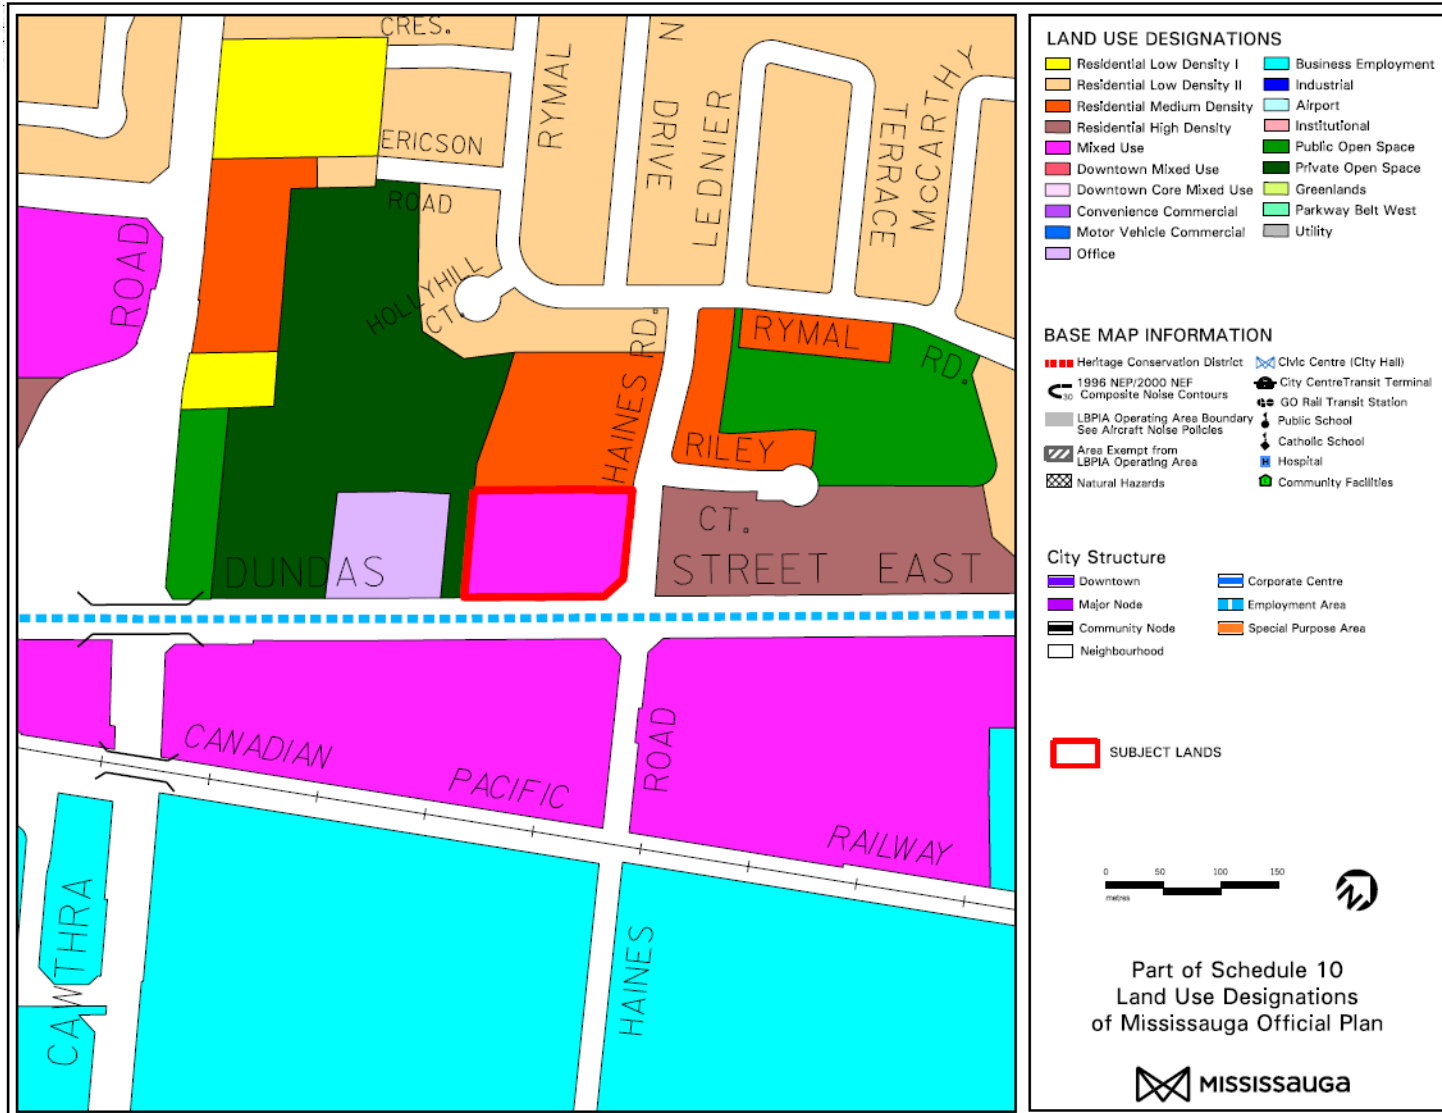 CRES.
RYMAL
N
DRIVE
LEDNIER
TERRACE
McCARTHY
ERICSON
ROAD
ROAD
HOLLYHILL
CT.
HAINES RD.
RYMAL
RD.
RILEY
CT.
DUNDAS
STREET EAST
CANADIAN
PACIFIC
RAILWAY
ROAD
HAINES
CAWTHRA
LAND USE DESIGNATIONS
Residential Low Density I
Residential Low Density II
Residential Medium Density
Residential High Density
Mixed Use
Downtown Mixed Use
Downtown Core Mixed Use
Convenience Commercial
Motor Vehicle Commercial
Office
Business Employment
Industrial
Airport
Institutional
Public Open Space
Private Open Space
Greenlands
Parkway Belt West
Utility
BASE MAP INFORMATION
Heritage Conservation District
30
1996 NEP/2000 NEF
Composite Noise Contours
LBPIA Operating Area Boundary
See Aircraft Noise Policies
Area Exempt from
LBPIA Operating Area
Natural Hazards
Civic Centre (City Hall)
City CentreTransit Terminal
GO Rail Transit Station
Public School
Catholic School
H
Hospital
Community Facilities
City Structure
Downtown
Major Node
Community Node
Neighbourhood
Corporate Centre
Employment Area
Special Purpose Area
SUBJECT LANDS
0 50 100 150
metres
Part of Schedule 10
Land Use Designations
of Mississauga Official Plan
MISSISSauGa